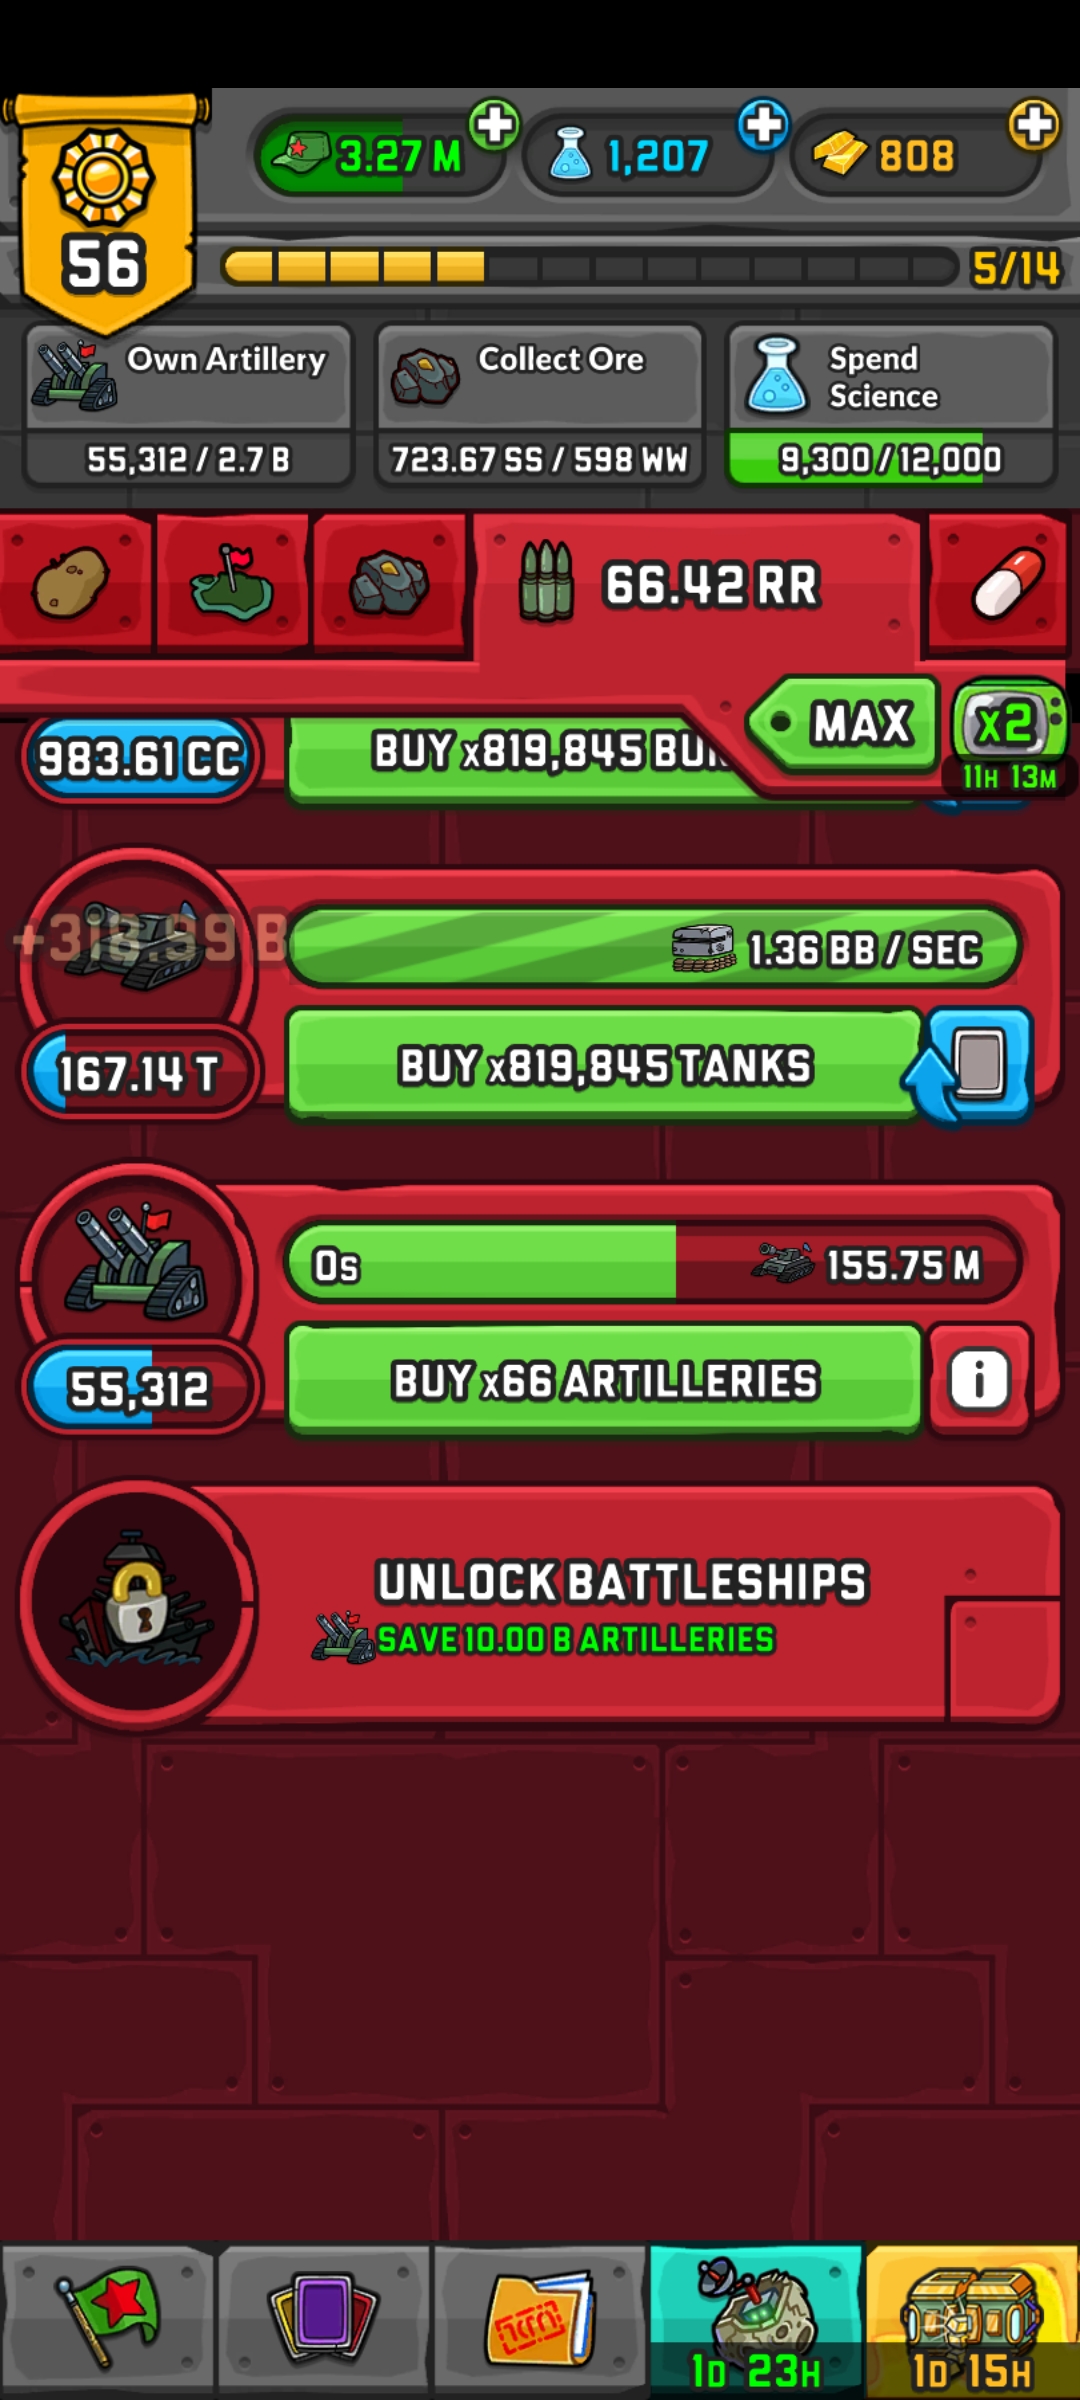 3.27 M
1,207
808
56
5/14
Own Artillery
55,312 / 2.7 B
Collect Ore
723.67 SS / 598 WW
Spend
Science
9,300 / 12,000
66.42 RR
MAX
x2
11H 13M
983.61 CC
BUY x819,845
+318.99 B
1.36 BB / SEC
167.14 T
BUY x819,845 TANKS
0s
155.75 M
55,312
BUY x66 ARTILLERIES
i
UNLOCK BATTLESHIPS
SAVE 10.00 B ARTILLERIES
1D 23H
1D 15H